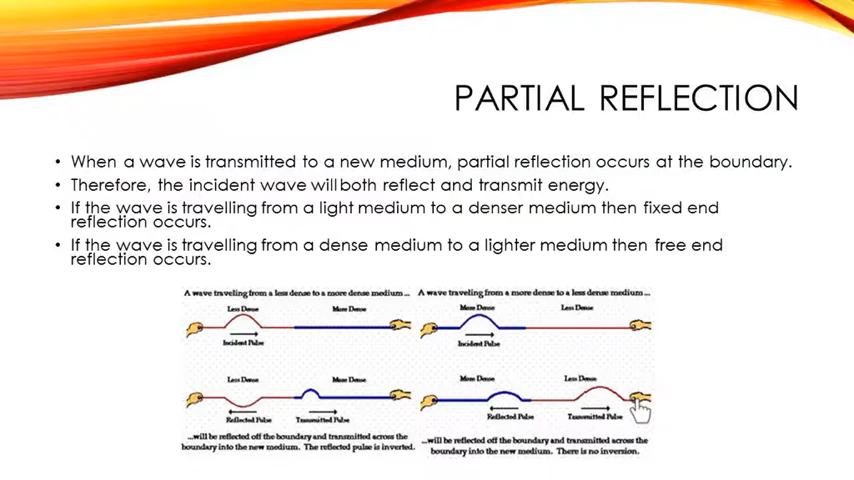 PARTIAL REFLECTION
• When a wave is transmitted to a new medium, partial reflection occurs at the boundary.
• Therefore, the incident wave will both reflect and transmit energy.
• If the wave is travelling from a light medium to a denser medium then fixed end
reflection occurs.
• If the wave is travelling from a dense medium to a lighter medium then free end
reflection occurs.
A wave traveling from a less dense to a more dense medium...
Less Dense More Dense
Incident Pulse
Less Dense More Dense
Reflected Pulse Transmitted Pulse
...will be reflected off the boundary and transmitted across the
boundary into the new medium. The reflected pulse is inverted.
A wave traveling from a more dense to a less dense medium...
More Dense Less Dense
Incident Pulse
More Dense Less Dense
Reflected Pulse Transmitted Pulse
...will be reflected off the boundary and transmitted across the
boundary into the new medium. There is no inversion.